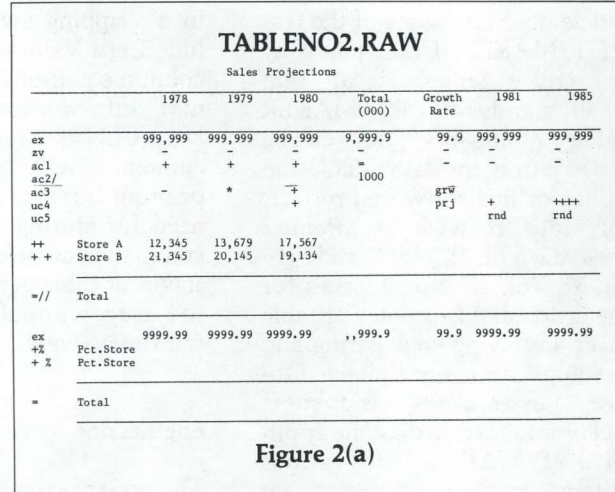 TABLENO2.RAW
Sales Projections
1978 1979 1980 Total Growth 1981 1985
(000) Rate
ex 999,999 999,999 999,999 9,999.9 99.9 999,999 999,999
zv - - - - - - -
acl + + + = - - -
ac2/ 1000
ac3 - * + grw
uc4 + prj ++++
uc5 rnd rnd
++ Store A 12,345 13,679 17,567
+ + Store B 21,345 20,145 19,134
=// Total
ex 9999.99 9999.99 9999.99 ,,999.9 99.9 9999.99 9999.99
+% Pct.Store
+ % Pct.Store
= Total
Figure 2(a)